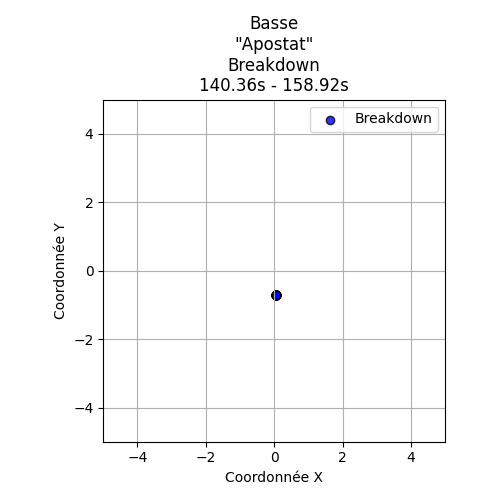 Basse
"Apostat"
Breakdown
140.36s - 158.92s
Breakdown
4
2
0
−2
−4
Coordonnée Y
−4
−2
0
2
4
Coordonnée X